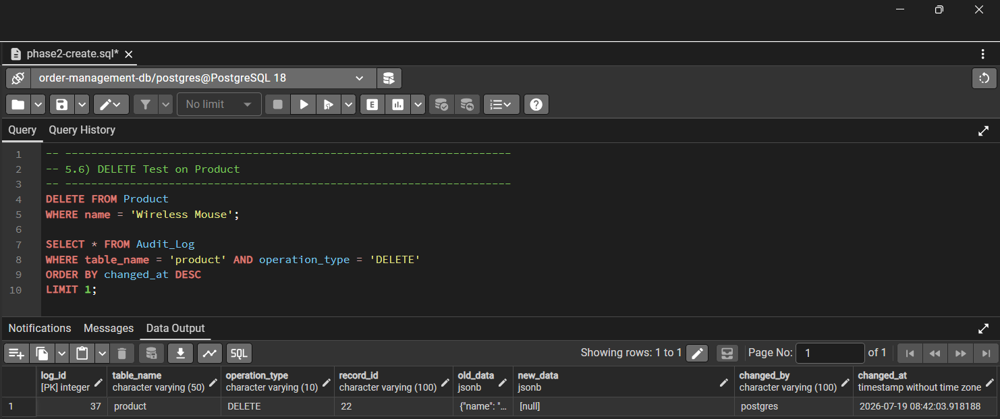 phase2-create.sql*
order-management-db/postgres@PostgreSQL 18
No limit
E
Query Query History
1 -- ---------------------------------------------------------------------
2 -- 5.6) DELETE Test on Product
3 -- ---------------------------------------------------------------------
4 DELETE FROM Product
5 WHERE name = 'Wireless Mouse';
6
7 SELECT * FROM Audit_Log
8 WHERE table_name = 'product' AND operation_type = 'DELETE'
9 ORDER BY changed_at DESC
10 LIMIT 1;
Notifications Messages Data Output
SQL Showing rows: 1 to 1 Page No: 1 of 1
log_id table_name operation_type record_id old_data new_data changed_by changed_at
[PK] integer character varying (50) character varying (10) character varying (100) jsonb jsonb character varying (100) timestamp without time zone
1 37 product DELETE 22 {"name": "... [null] postgres 2026-07-19 08:42:03.918188